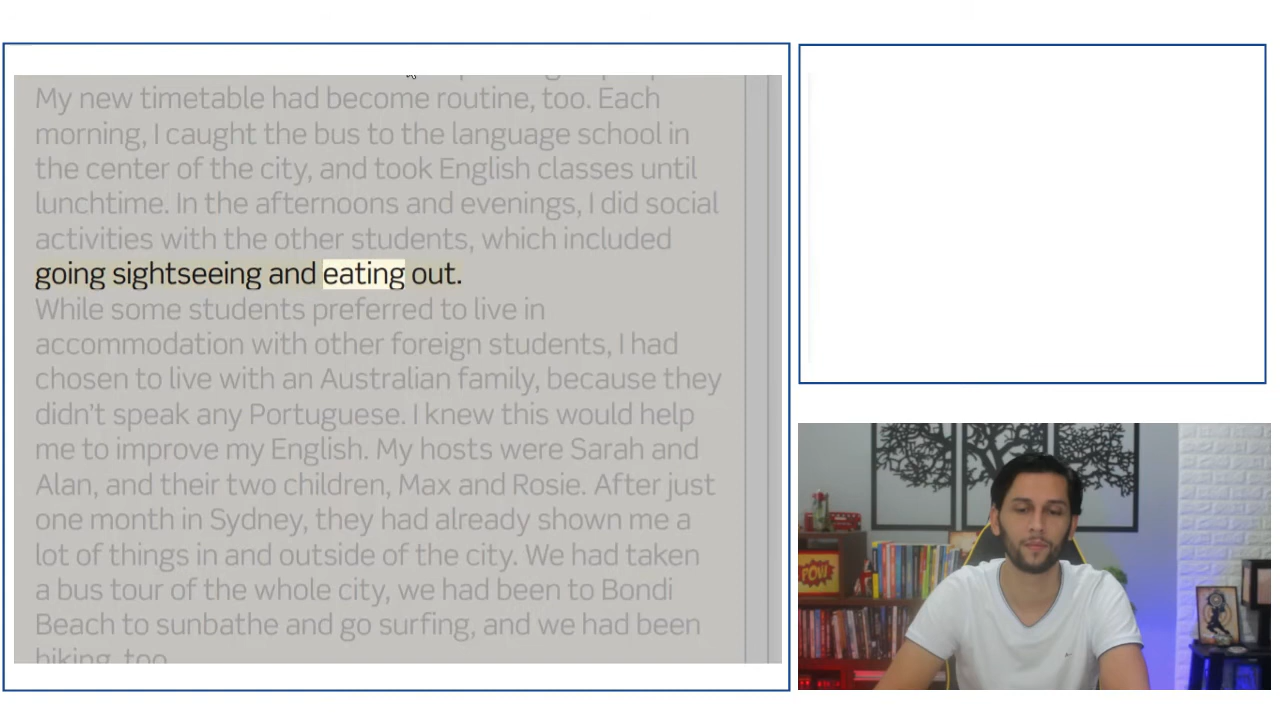 My new timetable had become routine, too. Each
morning, I caught the bus to the language school in
the center of the city, and took English classes until
lunchtime. In the afternoons and evenings, I did social
activities with the other students, which included
going sightseeing and eating out.
While some students preferred to live in
accommodation with other foreign students, I had
chosen to live with an Australian family, because they
didn't speak any Portuguese. I knew this would help
me to improve my English. My hosts were Sarah and
Alan, and their two children, Max and Rosie. After just
one month in Sydney, they had already shown me a
lot of things in and outside of the city. We had taken
a bus tour of the whole city, we had been to Bondi
Beach to sunbathe and go surfing, and we had been
hiking, too.
POW!